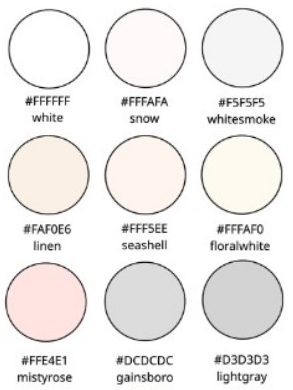 #FFFFFF #FFFAFA #F5F5F5
white snow whitesmoke
#FAF0E6 #FFF5EE #FFFAF0
linen seashell floralwhite
#FFE4E1 #DCDCDC #D3D3D3
mistyrose gainsboro lightgray